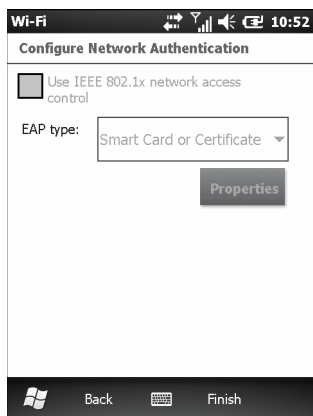 Wi-Fi 10:52
Configure Network Authentication
Use IEEE 802.1x network access
control
EAP type: Smart Card or Certificate
Properties
Back Finish